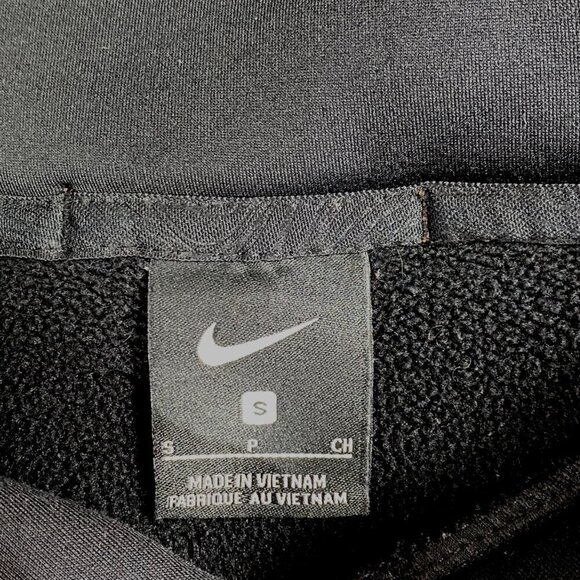 S
S P CH
MADE IN VIETNAM
FABRIQUE AU VIETNAM